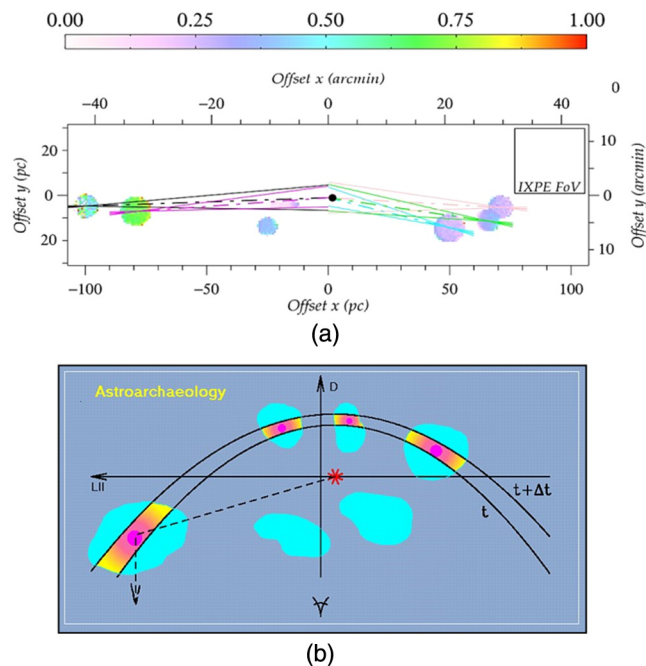 0.00 0.25 0.50 0.75 1.00
Offset x (arcmin)
-40 -20 0 20 40 0
20
0
20
Offset y (pc)
10
0
5
10
Offset y (arcmin)
IXPE FoV
-100 -50 0 50 100
Offset x (pc)
(a)
Astroarchaeology
D
LII
t+Δt
t
(b)